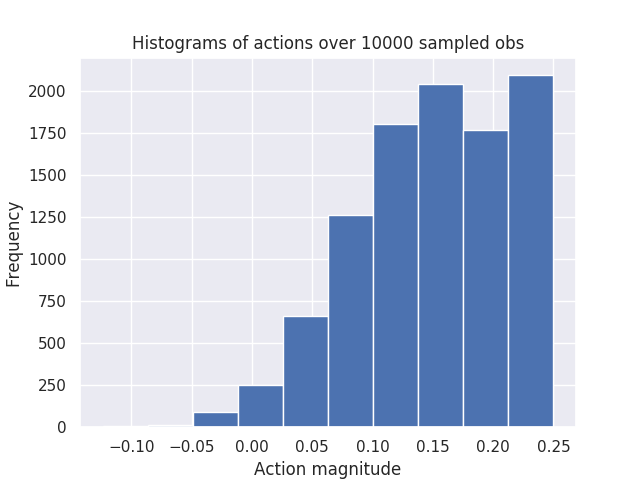 Histograms of actions over 10000 sampled obs
2000
1750
1500
1250
1000
750
500
250
0
Frequency
−0.10 −0.05 0.00 0.05 0.10 0.15 0.20 0.25
Action magnitude